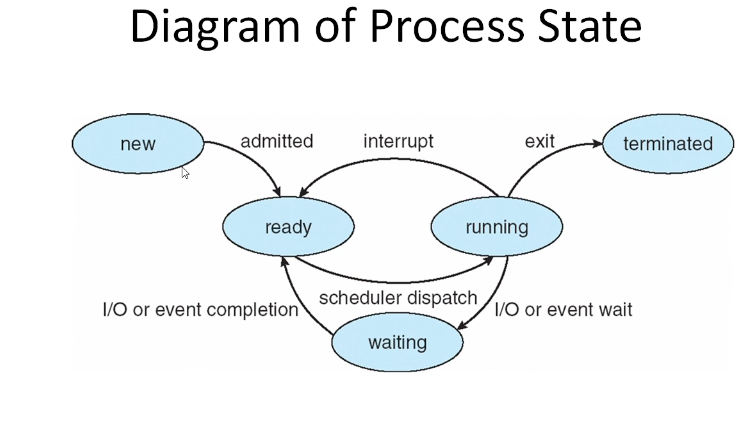 Diagram of Process State
new
admitted
interrupt
exit
terminated
ready
running
I/O or event completion
scheduler dispatch
I/O or event wait
waiting